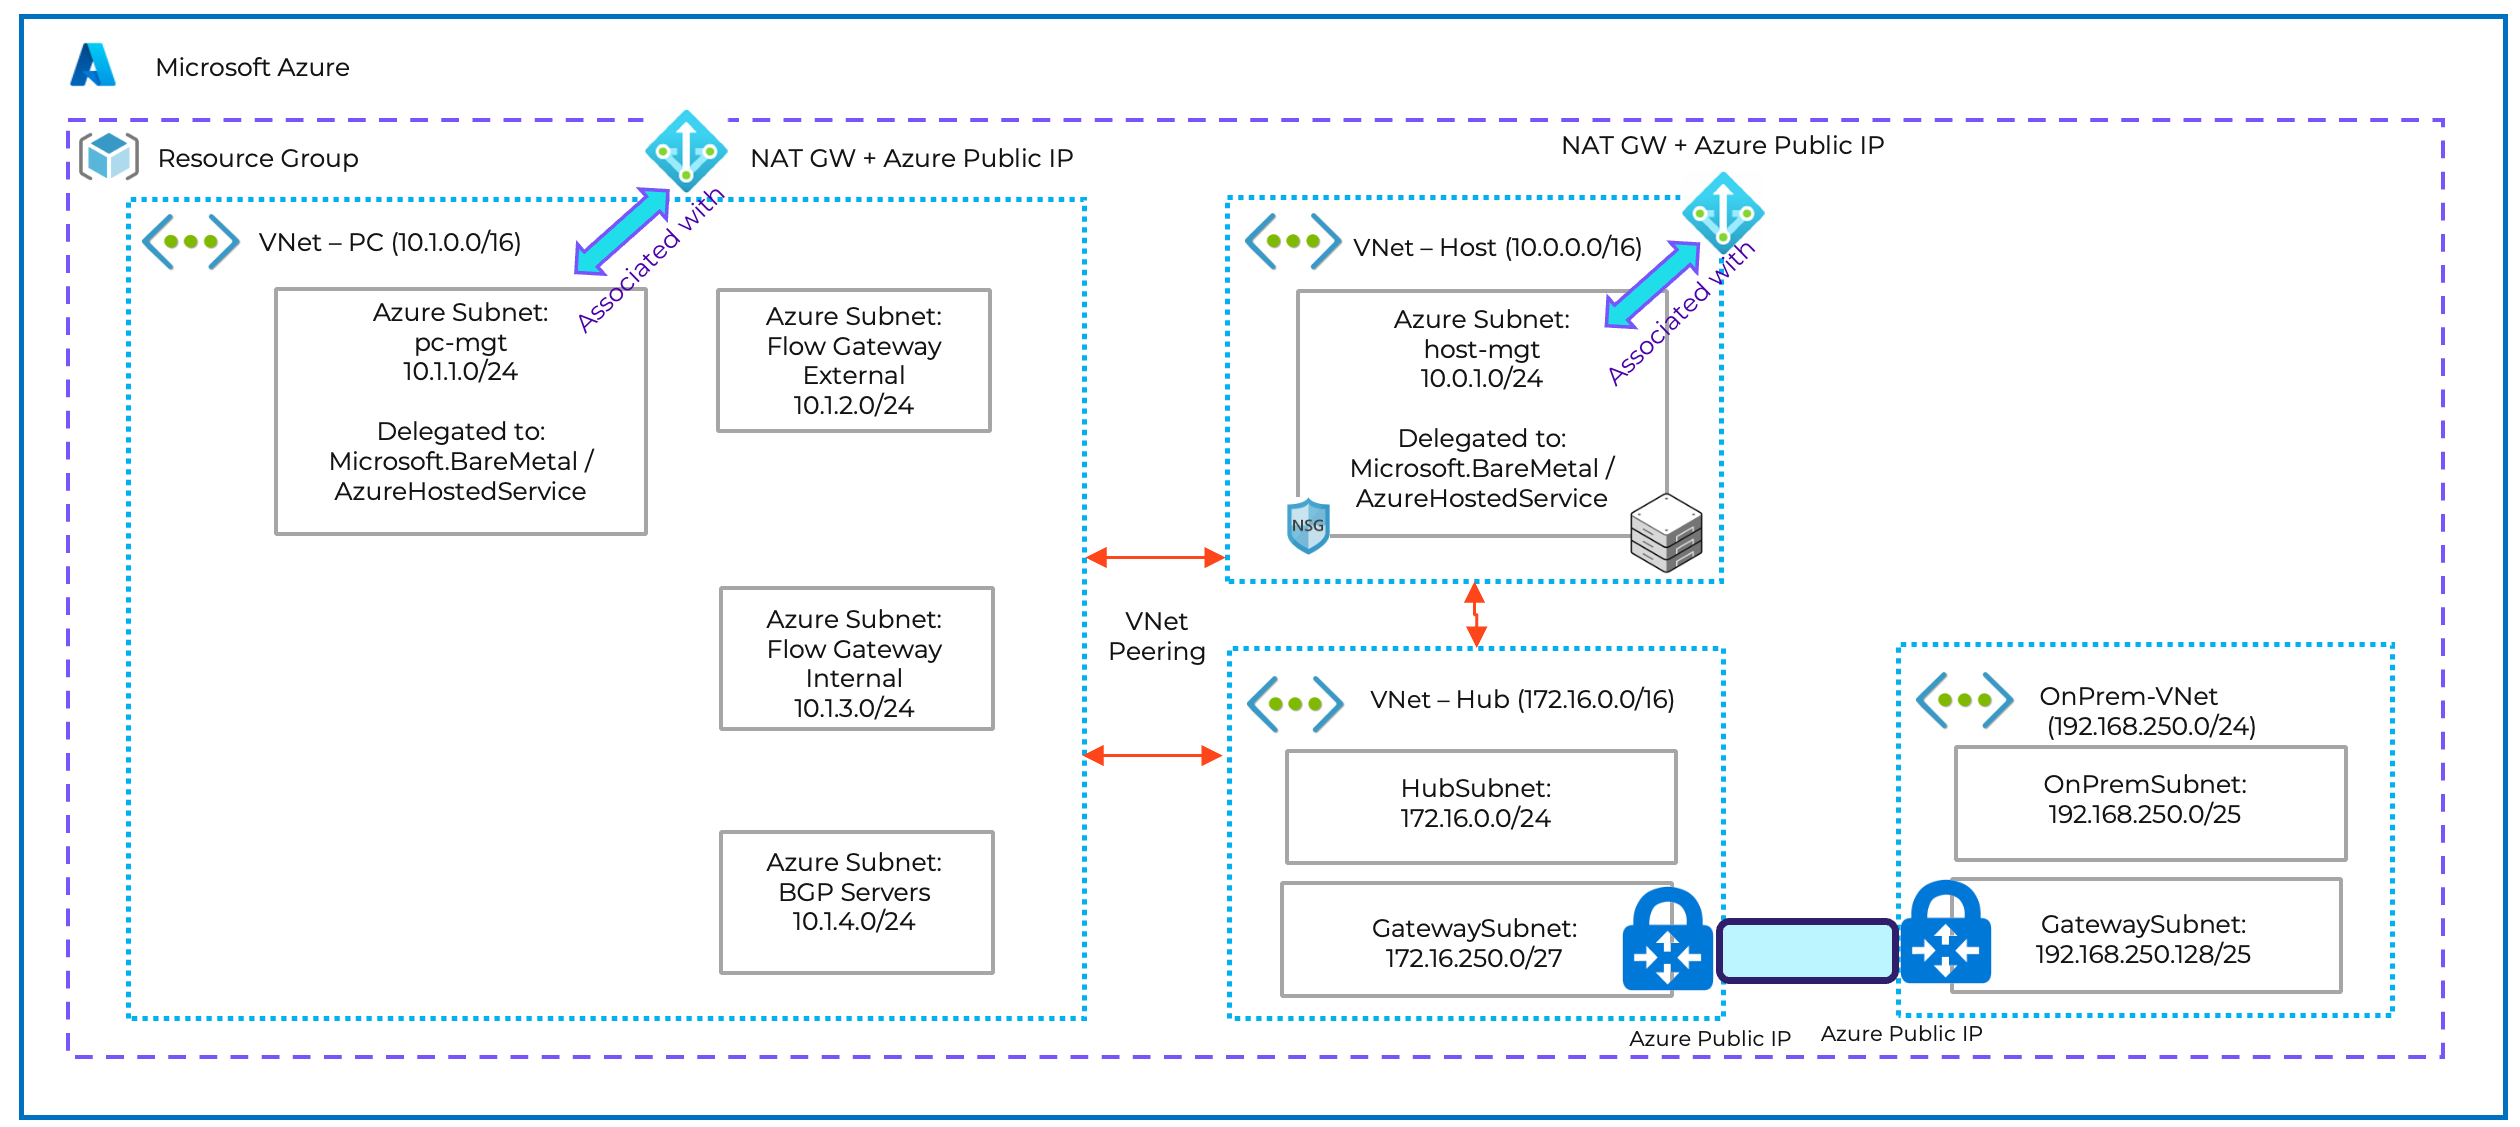 Microsoft Azure
Resource Group
NAT GW + Azure Public IP
NAT GW + Azure Public IP
VNet – PC (10.1.0.0/16)
Associated with
Azure Subnet:
pc-mgt
10.1.1.0/24
Delegated to:
Microsoft.BareMetal /
AzureHostedService
Azure Subnet:
Flow Gateway
External
10.1.2.0/24
Azure Subnet:
Flow Gateway
Internal
10.1.3.0/24
Azure Subnet:
BGP Servers
10.1.4.0/24
VNet
Peering
VNet – Host (10.0.0.0/16)
Associated with
Azure Subnet:
host-mgt
10.0.1.0/24
Delegated to:
Microsoft.BareMetal /
AzureHostedService
NSG
VNet – Hub (172.16.0.0/16)
HubSubnet:
172.16.0.0/24
GatewaySubnet:
172.16.250.0/27
Azure Public IP
OnPrem-VNet
(192.168.250.0/24)
OnPremSubnet:
192.168.250.0/25
GatewaySubnet:
192.168.250.128/25
Azure Public IP